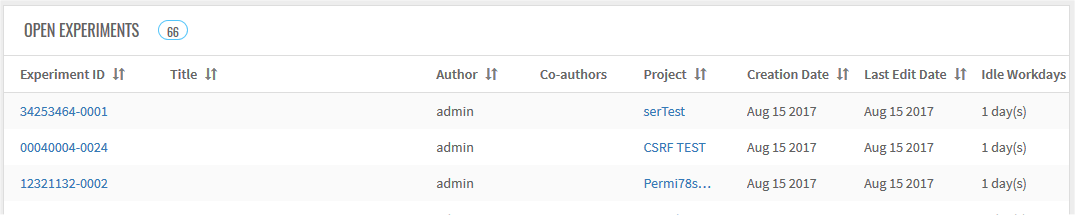 OPEN EXPERIMENTS 66
Experiment ID Title Author Co-authors Project Creation Date Last Edit Date Idle Workdays
34253464-0001 admin serTest Aug 15 2017 Aug 15 2017 1 day(s)
00040004-0024 admin CSRF TEST Aug 15 2017 Aug 15 2017 1 day(s)
12321132-0002 admin Permi78s... Aug 15 2017 Aug 15 2017 1 day(s)